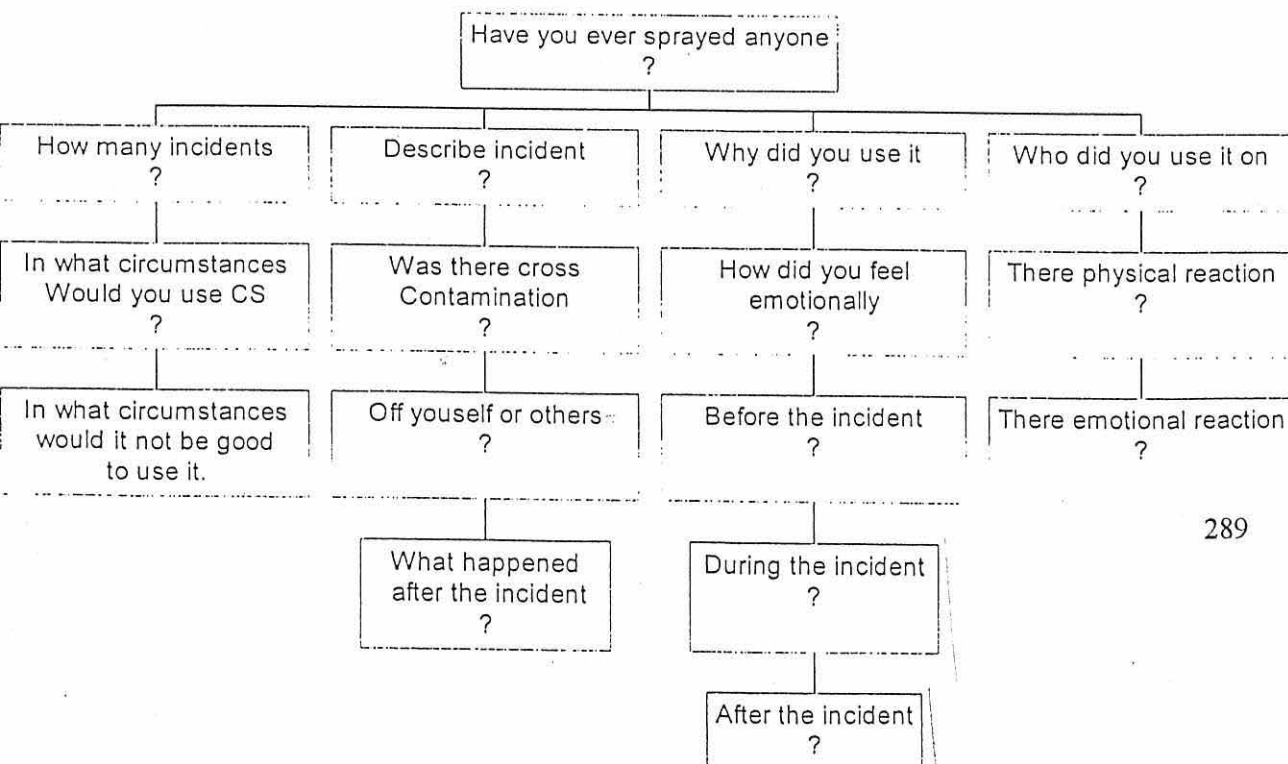 Have you ever sprayed anyone
?
How many incidents
?
Describe incident
?
Why did you use it
?
Who did you use it on
?
In what circumstances
Would you use CS
?
Was there cross
Contamination
?
How did you feel
emotionally
?
There physical reaction
?
In what circumstances
would it not be good
to use it.
Off youself or others
?
Before the incident
?
There emotional reaction
?
289
What happened
after the incident
?
During the incident
?
After the incident
?